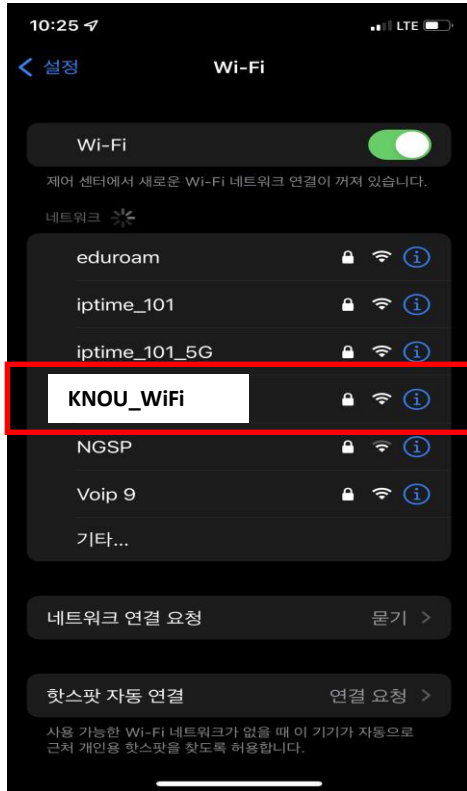 10:25 LTE
설정 Wi-Fi
Wi-Fi
제어 센터에서 새로운 Wi-Fi 네트워크 연결이 꺼져 있습니다.
네트워크
eduroam
iptime_101
iptime_101_5G
KNOU_WiFi
NGSP
Voip 9
기타...
네트워크 연결 요청 묻기
핫스팟 자동 연결 연결 요청
사용 가능한 Wi-Fi 네트워크가 없을 때 이 기기가 자동으로
근처 개인용 핫스팟을 찾도록 허용합니다.